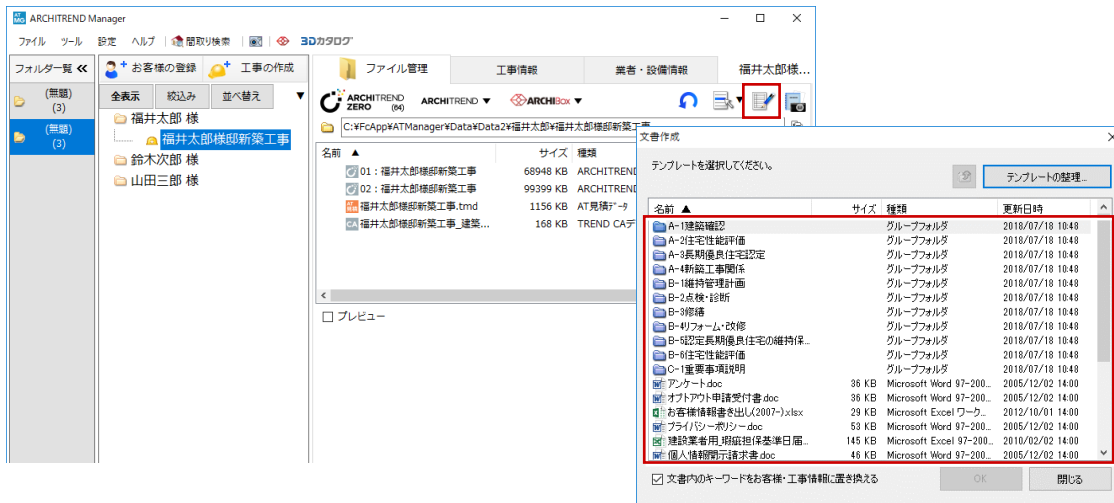 ARCHITREND Manager
ファイル ツール 設定 ヘルプ 間取り検索 3Dカタログ
フォルダ一覧 ≪
(無題)
(3)
(無題)
(3)
お客様の登録 工事の作成
全表示 絞込み 並べ替え ▼
福井太郎 様
福井太郎様邸新築工事
鈴木次郎 様
山田三郎 様
ファイル管理 工事情報 業者・設備情報 福井太郎様...
ARCHITREND ZERO (64) ARCHITREND ▼ ARCHIBox ▼
C:¥FcApp¥ATManager¥Data¥Data2¥福井太郎¥福井太郎様邸新築工事
名前 ▲ サイズ 種類
01：福井太郎様邸新築工事 68948 KB ARCHITREND
02：福井太郎様邸新築工事 99399 KB ARCHITREND
福井太郎様邸新築工事.tmd 1156 KB AT見積データ
福井太郎様邸新築工事_建築... 168 KB TREND CAデ
プレビュー
文書作成
テンプレートを選択してください。
テンプレートの整理...
名前 ▲ サイズ 種類 更新日時
A-1建築確認 グループフォルダ 2018/07/18 10:48
A-2住宅性能評価 グループフォルダ 2018/07/18 10:48
A-3長期優良住宅認定 グループフォルダ 2018/07/18 10:48
A-4新築工事関係 グループフォルダ 2018/07/18 10:48
B-1維持管理計画 グループフォルダ 2018/07/18 10:48
B-2点検・診断 グループフォルダ 2018/07/18 10:48
B-3修繕 グループフォルダ 2018/07/18 10:48
B-4リフォーム・改修 グループフォルダ 2018/07/18 10:48
B-5認定長期優良住宅の維持保... グループフォルダ 2018/07/18 10:48
B-6住宅性能評価 グループフォルダ 2018/07/18 10:48
C-1重要事項説明 グループフォルダ 2018/07/18 10:48
アンケート.doc 36 KB Microsoft Word 97-200... 2005/12/02 14:00
オプトアウト申請受付書.doc 36 KB Microsoft Word 97-200... 2005/12/02 14:00
お客様情報書き出し(2007-).xlsx 29 KB Microsoft Excel ワーク... 2012/10/01 14:00
プライバシーポリシー.doc 53 KB Microsoft Word 97-200... 2005/12/02 14:00
建設業者用_瑕疵担保基準日届... 145 KB Microsoft Excel 97-200... 2010/02/02 14:00
個人情報開示請求書.doc 46 KB Microsoft Word 97-200... 2005/12/02 14:00
文書内のキーワードをお客様・工事情報に置き換える
OK 閉じる